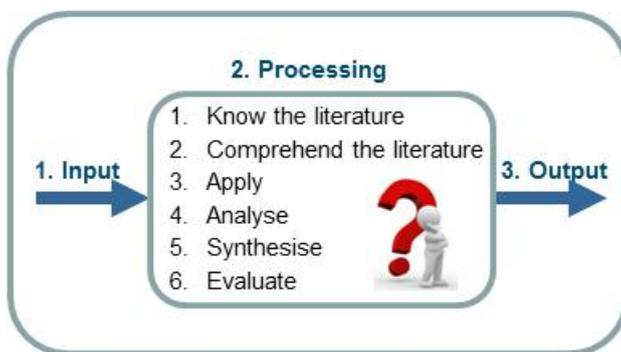 2. Processing
1. Input
1. Know the literature
2. Comprehend the literature
3. Apply
4. Analyse
5. Synthesise
6. Evaluate
3. Output